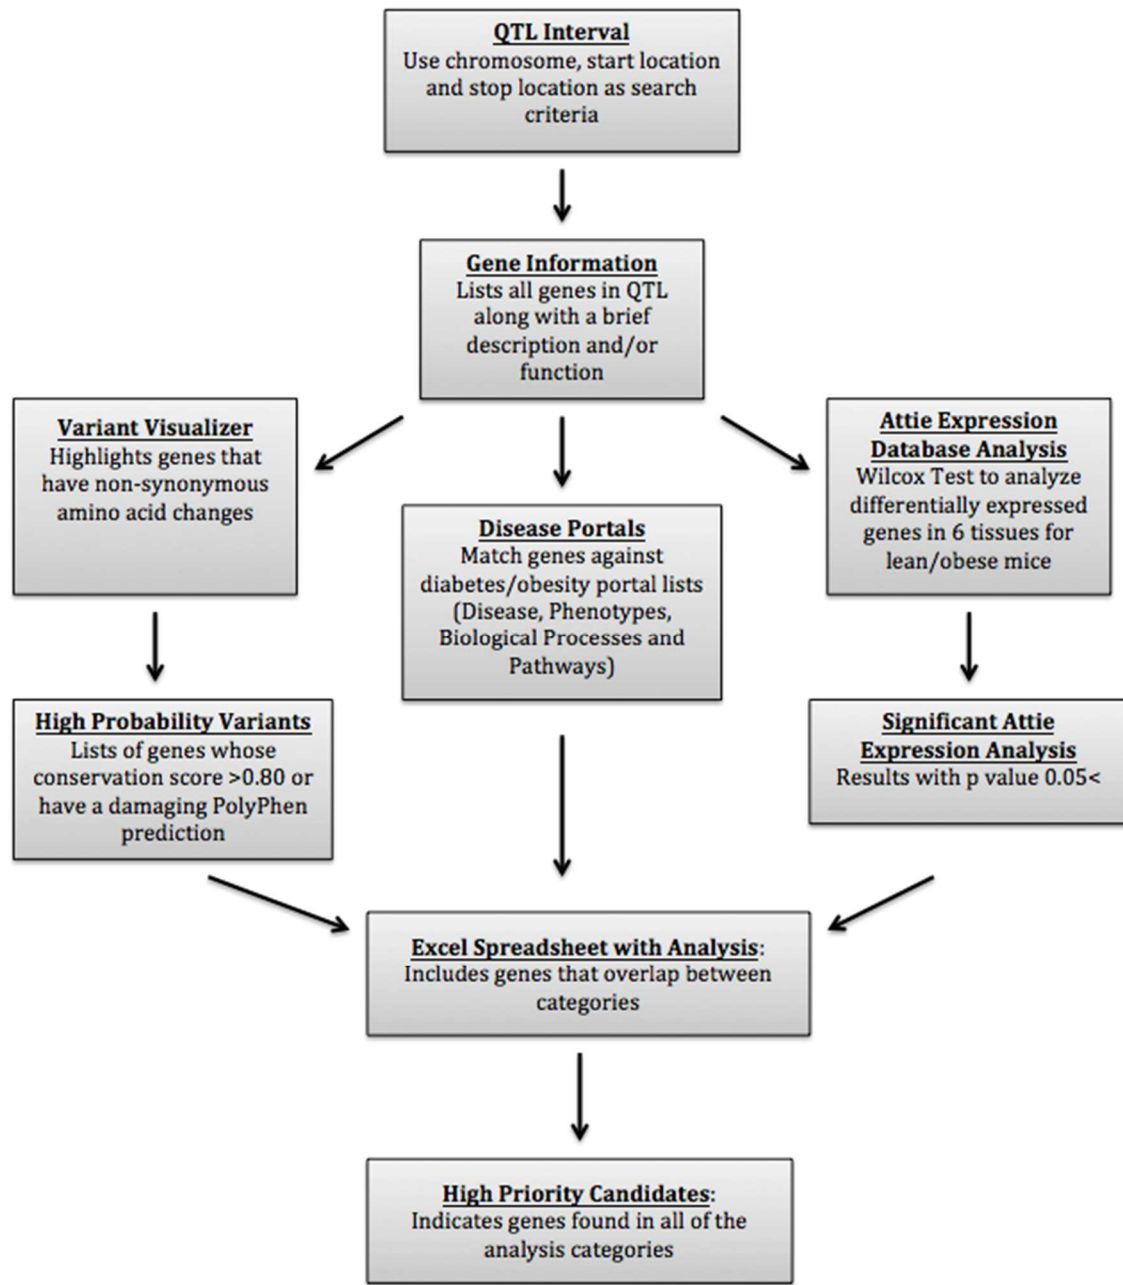 QTL Interval
Use chromosome, start location
and stop location as search
criteria
Gene Information
Lists all genes in QTL
along with a brief
description and/or
function
Variant Visualizer
Highlights genes that
have non-synonymous
amino acid changes
Disease Portals
Match genes against
diabetes/obesity portal lists
(Disease, Phenotypes,
Biological Processes and
Pathways)
Attie Expression
Database Analysis
Wilcox Test to analyze
differentially expressed
genes in 6 tissues for
lean/obese mice
High Probability Variants
Lists of genes whose
conservation score >0.80 or
have a damaging PolyPhen
prediction
Significant Attie
Expression Analysis
Results with p value 0.05<
Excel Spreadsheet with Analysis:
Includes genes that overlap between
categories
High Priority Candidates:
Indicates genes found in all of the
analysis categories